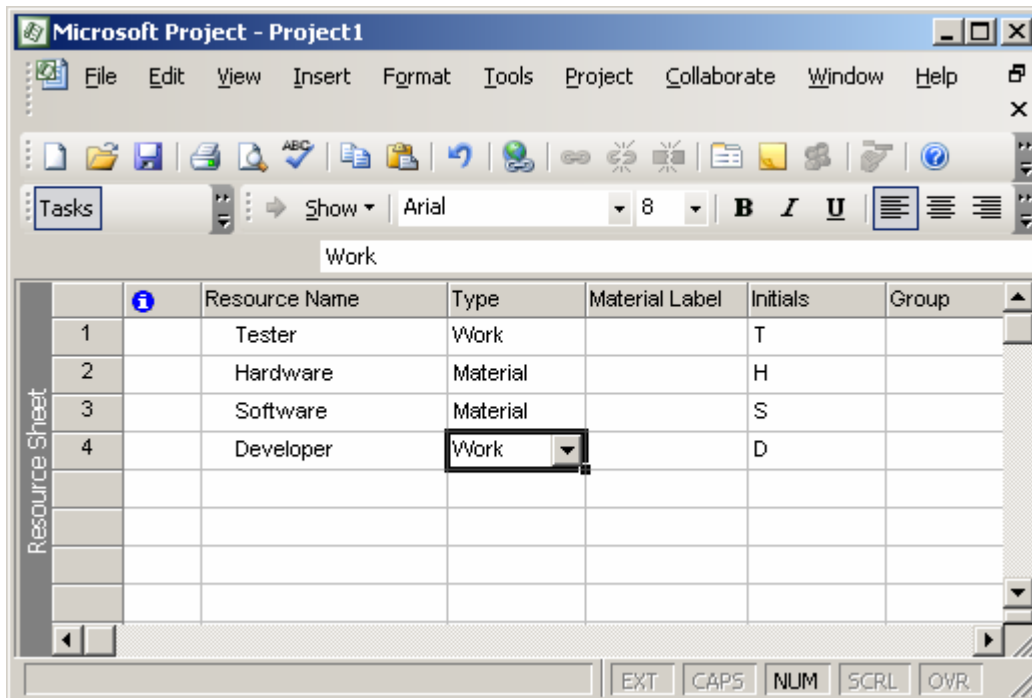 Microsoft Project - Project1
File Edit View Insert Format Tools Project Collaborate Window Help
ABC
Tasks Show Arial 8 B I U
Work
Resource Name Type Material Label Initials Group
1 Tester Work T
2 Hardware Material H
3 Software Material S
4 Developer Work D
Resource Sheet
EXT CAPS NUM SCRL OVR